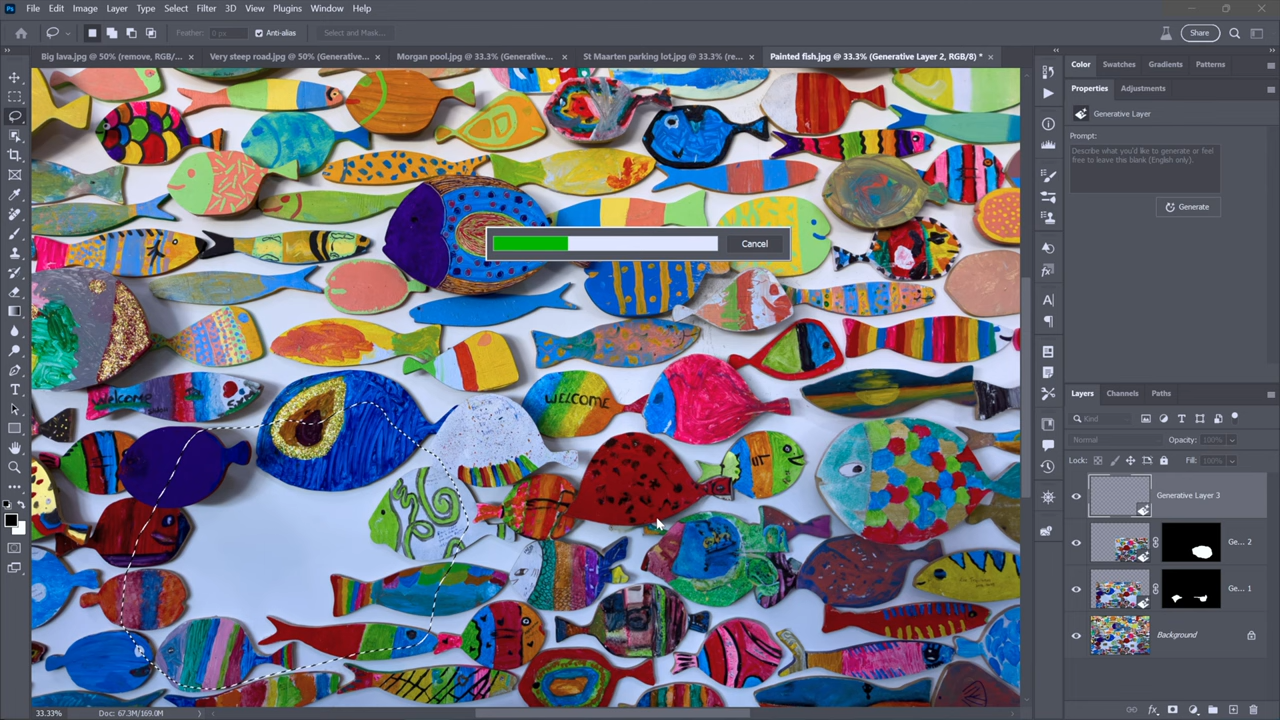 Ps File Edit Image Layer Type Select Filter 3D View Plugins Window Help
Feather: 0 px Anti-alias Select and Mask... Share
Big lava.jpg @ 50% (remove, RGB/... × Very steep road.jpg @ 50% (Generative... × Morgan pool.jpg @ 33.3% (Generative... × St Maarten parking lot.jpg @ 33.3% (re... × Painted fish.jpg @ 33.3% (Generative Layer 2, RGB/8) * ×
Color Swatches Gradients Patterns
Properties Adjustments
Generative Layer
Prompt:
Describe what you'd like to generate or feel
free to leave this blank (English only).
Generate
Cancel
Welcome
WELCOME
Layers Channels Paths
Kind
Normal Opacity: 100%
Lock: Fill: 100%
Generative Layer 3
Ge... 2
Ge... 1
Background
33.33% Doc: 67.3M/169.0M